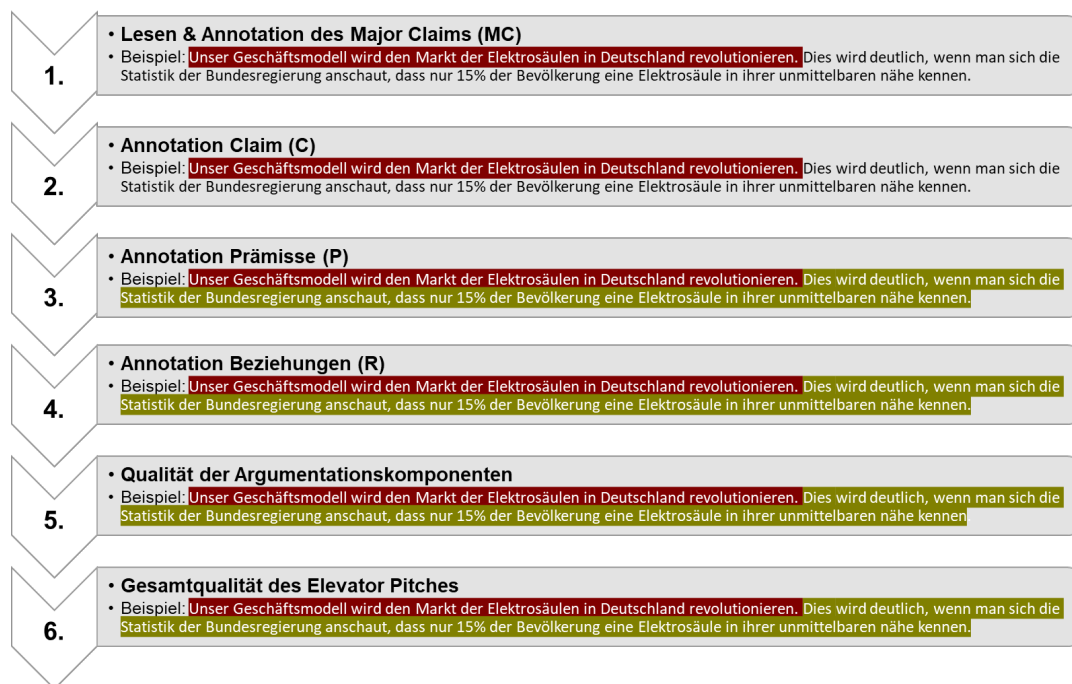 1.
• Lesen & Annotation des Major Claims (MC)
• Beispiel: Unser Geschäftsmodell wird den Markt der Elektrosäulen in Deutschland revolutionieren. Dies wird deutlich, wenn man sich die
Statistik der Bundesregierung anschaut, dass nur 15% der Bevölkerung eine Elektrosäule in ihrer unmittelbaren nähe kennen.
2.
• Annotation Claim (C)
• Beispiel: Unser Geschäftsmodell wird den Markt der Elektrosäulen in Deutschland revolutionieren. Dies wird deutlich, wenn man sich die
Statistik der Bundesregierung anschaut, dass nur 15% der Bevölkerung eine Elektrosäule in ihrer unmittelbaren nähe kennen.
3.
• Annotation Prämisse (P)
• Beispiel: Unser Geschäftsmodell wird den Markt der Elektrosäulen in Deutschland revolutionieren. Dies wird deutlich, wenn man sich die
Statistik der Bundesregierung anschaut, dass nur 15% der Bevölkerung eine Elektrosäule in ihrer unmittelbaren nähe kennen.
4.
• Annotation Beziehungen (R)
• Beispiel: Unser Geschäftsmodell wird den Markt der Elektrosäulen in Deutschland revolutionieren. Dies wird deutlich, wenn man sich die
Statistik der Bundesregierung anschaut, dass nur 15% der Bevölkerung eine Elektrosäule in ihrer unmittelbaren nähe kennen.
5.
• Qualität der Argumentationskomponenten
• Beispiel: Unser Geschäftsmodell wird den Markt der Elektrosäulen in Deutschland revolutionieren. Dies wird deutlich, wenn man sich die
Statistik der Bundesregierung anschaut, dass nur 15% der Bevölkerung eine Elektrosäule in ihrer unmittelbaren nähe kennen.
6.
• Gesamtqualität des Elevator Pitches
• Beispiel: Unser Geschäftsmodell wird den Markt der Elektrosäulen in Deutschland revolutionieren. Dies wird deutlich, wenn man sich die
Statistik der Bundesregierung anschaut, dass nur 15% der Bevölkerung eine Elektrosäule in ihrer unmittelbaren nähe kennen.